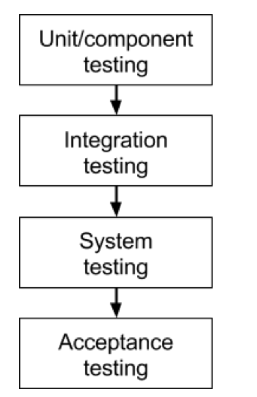 Unit/component
testing
Integration
testing
System
testing
Acceptance
testing